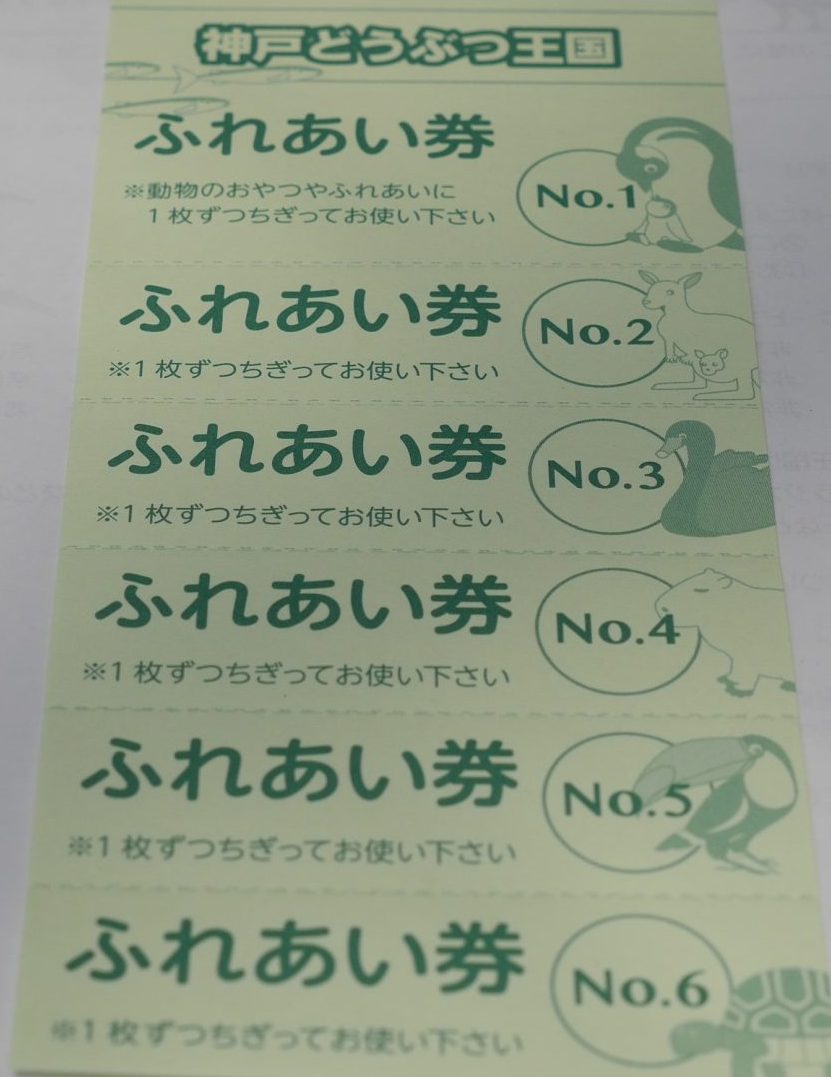 神戸どうぶつ王国
ふれあい券
※動物のおやつやふれあいに
1枚ずつちぎってお使い下さい
No.1
ふれあい券
※1枚ずつちぎってお使い下さい
No.2
ふれあい券
※1枚ずつちぎってお使い下さい
No.3
ふれあい券
※1枚ずつちぎってお使い下さい
No.4
ふれあい券
※1枚ずつちぎってお使い下さい
No.5
ふれあい券
※1枚ずつちぎってお使い下さい
No.6